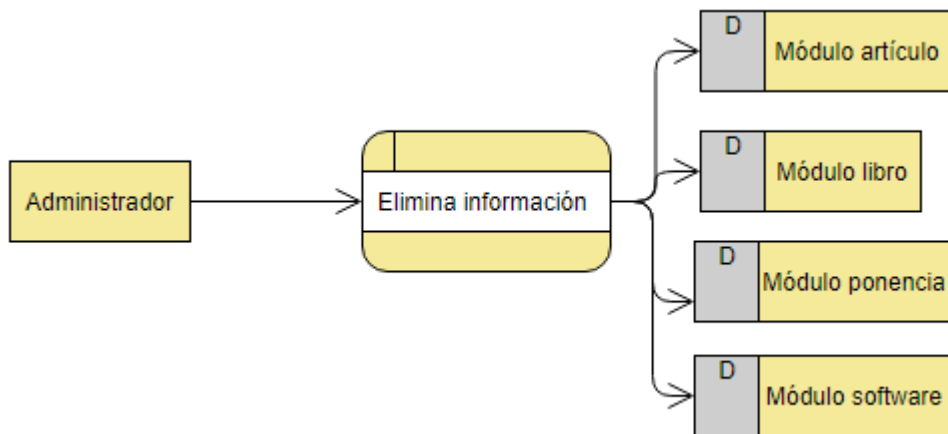 D
Módulo artículo
D
Módulo libro
Administrador
Elimina información
D
Módulo ponencia
D
Módulo software